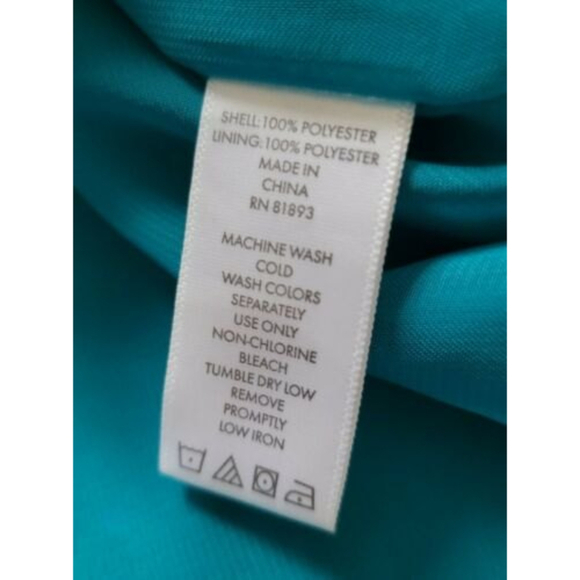 SHELL:100% POLYESTER
LINING:100% POLYESTER
MADE IN
CHINA
RN 81893
MACHINE WASH
COLD
WASH COLORS
SEPARATELY
USE ONLY
NON-CHLORINE
BLEACH
TUMBLE DRY LOW
REMOVE
PROMPTLY
LOW IRON